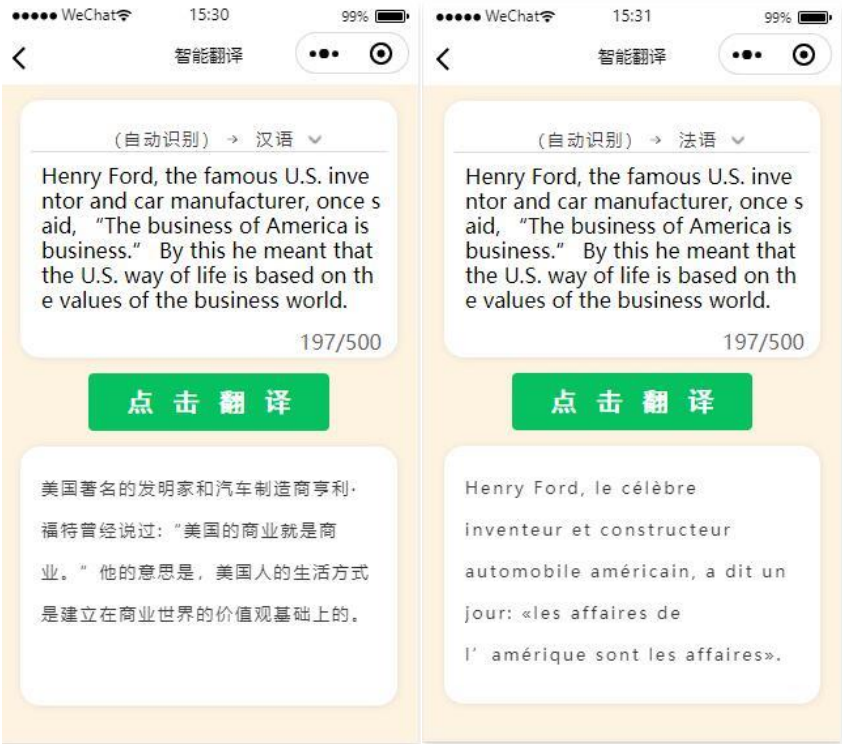 ●●●●● WeChat 15:30 99%
智能翻译
(自动识别) → 汉语
Henry Ford, the famous U.S. inve
ntor and car manufacturer, once s
aid, “The business of America is
business.” By this he meant that
the U.S. way of life is based on th
e values of the business world.
197/500
点击翻译
美国著名的发明家和汽车制造商亨利·
福特曾经说过: “美国的商业就是商
业。” 他的意思是, 美国人的生活方式
是建立在商业世界的价值观基础上的。
●●●●● WeChat 15:31 99%
智能翻译
(自动识别) → 法语
Henry Ford, the famous U.S. inve
ntor and car manufacturer, once s
aid, “The business of America is
business.” By this he meant that
the U.S. way of life is based on th
e values of the business world.
197/500
点击翻译
Henry Ford, le célèbre
inventeur et constructeur
automobile américain, a dit un
jour: «les affaires de
l’amérique sont les affaires».